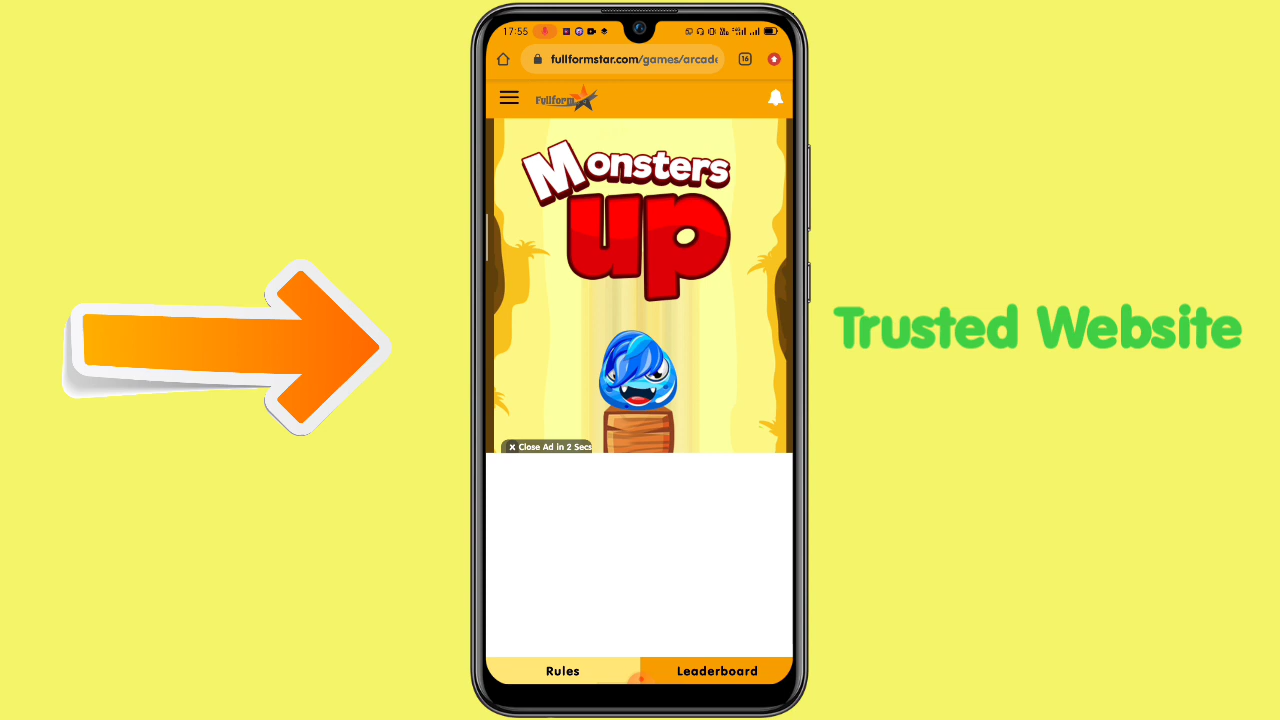 17:55
16
fullformstar.com/games/arcade
Fullform
Monsters
up
Trusted Website
X Close Ad in 2 Secs
Rules
Leaderboard